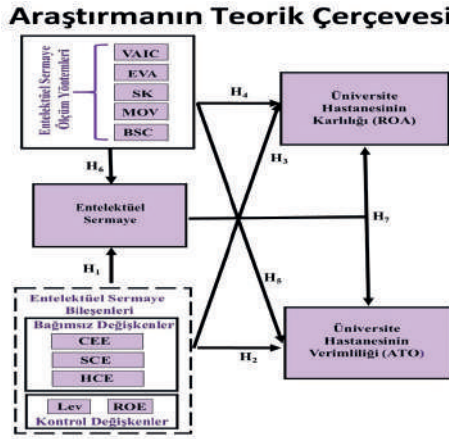 Araştırmanın Teorik Çerçevesi
Entelektüel Sermaye
Ölçüm Yöntemleri
VAIC
EVA
SK
MOV
BSC
H4
Üniversite
Hastanesinin
Karlılığı (ROA)
H3
H6
Entelektüel
Sermaye
H7
H1
H5
Entelektüel Sermaye
Bileşenleri
Bağımsız Değişkenler
CEE
SCE
HCE
H2
Üniversite
Hastanesinin
Verimliliği (ATO)
Lev ROE
Kontrol Değişkenler